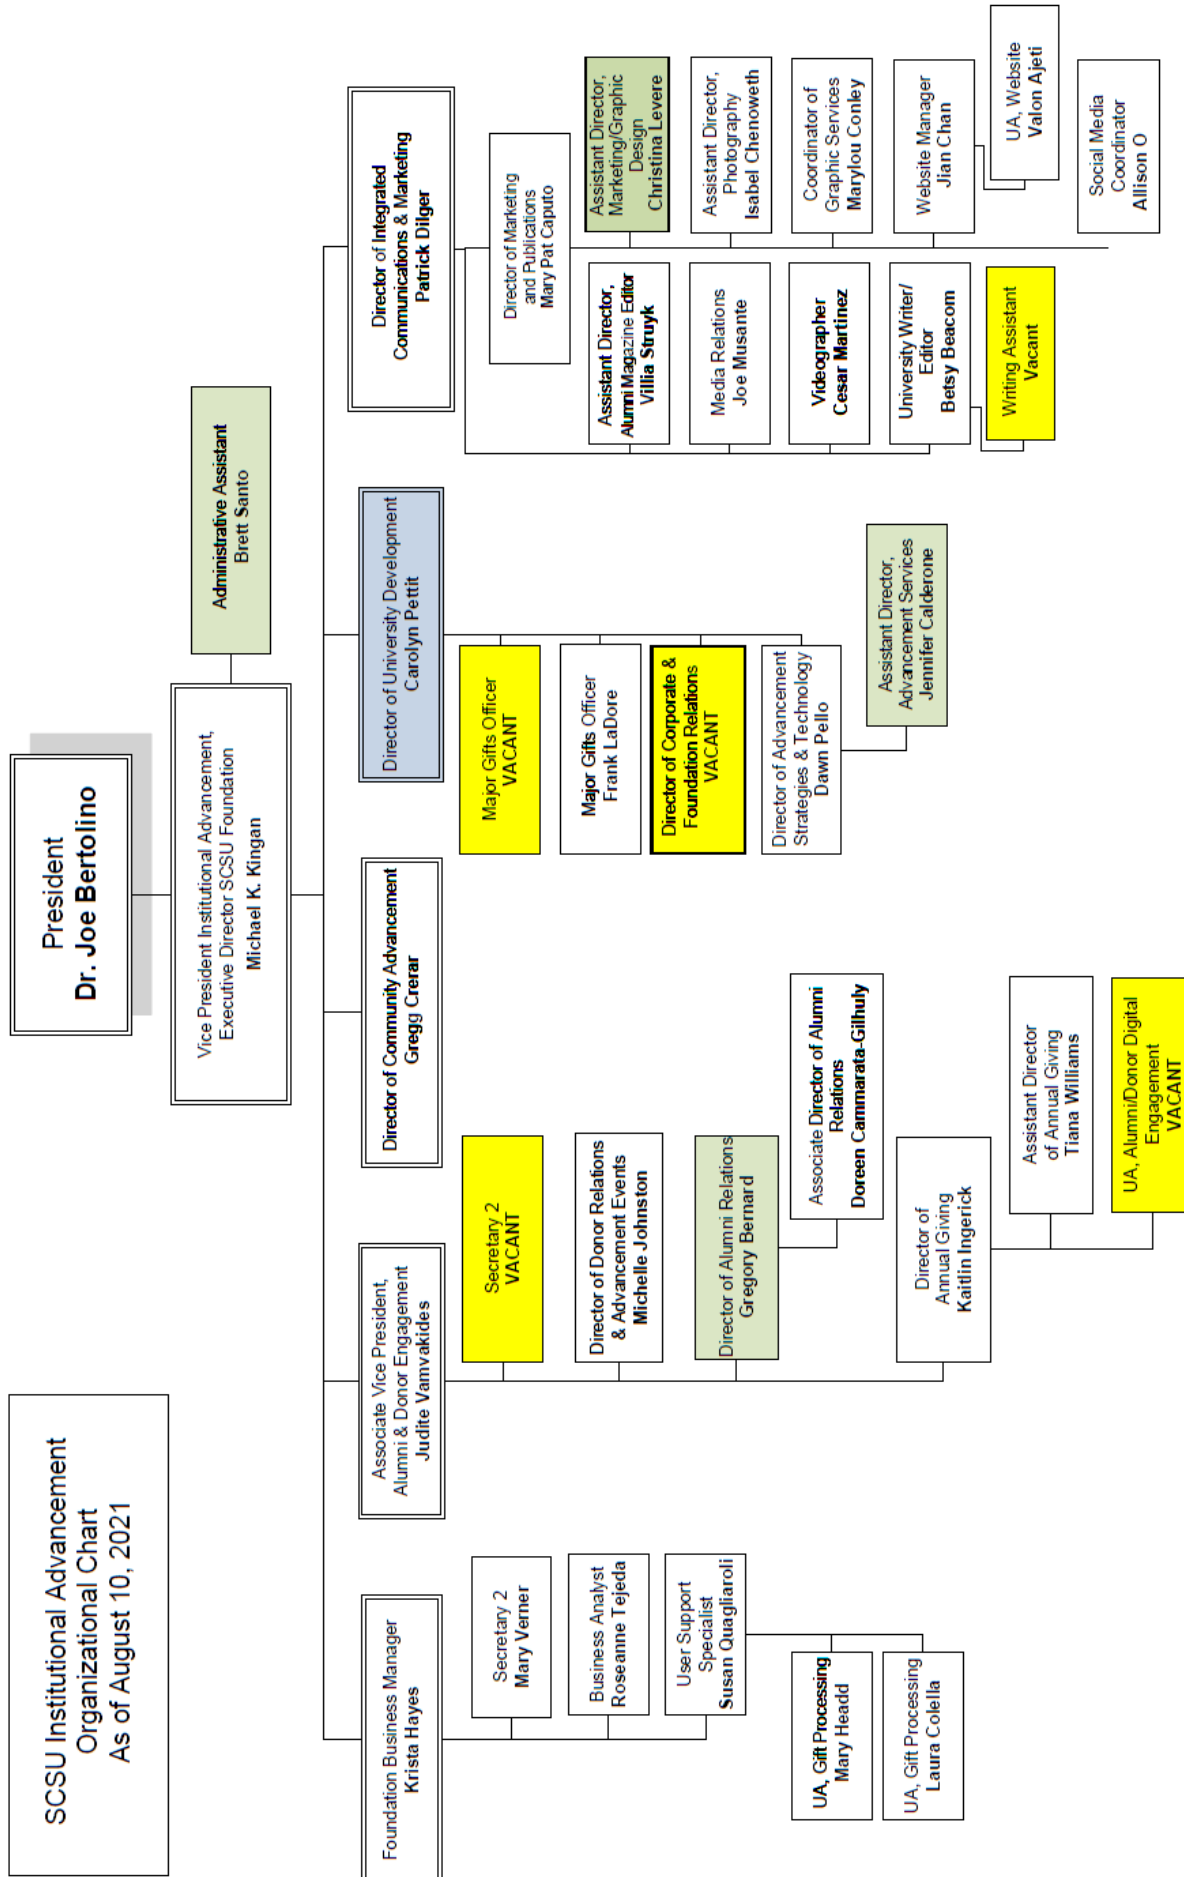 SCSU Institutional Advancement
Organizational Chart
As of August 10, 2021
President
Dr. Joe Bertolino
Vice President Institutional Advancement,
Executive Director SCSU Foundation
Michael K. Kingan
Administrative Assistant
Brett Santo
Foundation Business Manager
Krista Hayes
Secretary 2
Mary Verner
Business Analyst
Roseanne Tejeda
User Support
Specialist
Susan Quagliaroli
UA, Gift Processing
Mary Headd
UA, Gift Processing
Laura Colella
Associate Vice President,
Alumni & Donor Engagement
Judite Vamvakides
Secretary 2
VACANT
Director of Donor Relations
& Advancement Events
Michelle Johnston
Director of Alumni Relations
Gregory Bernard
Associate Director of Alumni
Relations
Doreen Cammarata-Gilhuly
Director of
Annual Giving
Kaitlin Ingerick
Assistant Director
of Annual Giving
Tiana Williams
UA, Alumni/Donor Digital
Engagement
VACANT
Director of Community Advancement
Gregg Crerar
Director of University Development
Carolyn Pettit
Major Gifts Officer
VACANT
Major Gifts Officer
Frank LaDore
Director of Corporate &
Foundation Relations
VACANT
Director of Advancement
Strategies & Technology
Dawn Pello
Assistant Director,
Advancement Services
Jennifer Calderone
Director of Integrated
Communications & Marketing
Patrick Dilger
Director of Marketing
and Publications
Mary Pat Caputo
Assistant Director,
Alumni Magazine Editor
Villia Struyk
Media Relations
Joe Musante
Videographer
Cesar Martinez
University Writer/
Editor
Betsy Beacom
Writing Assistant
Vacant
Assistant Director,
Marketing/Graphic
Design
Christina Levere
Assistant Director,
Photography
Isabel Chenoweth
Coordinator of
Graphic Services
Marylou Conley
Website Manager
Jian Chan
UA, Website
Valon Ajeti
Social Media
Coordinator
Allison O